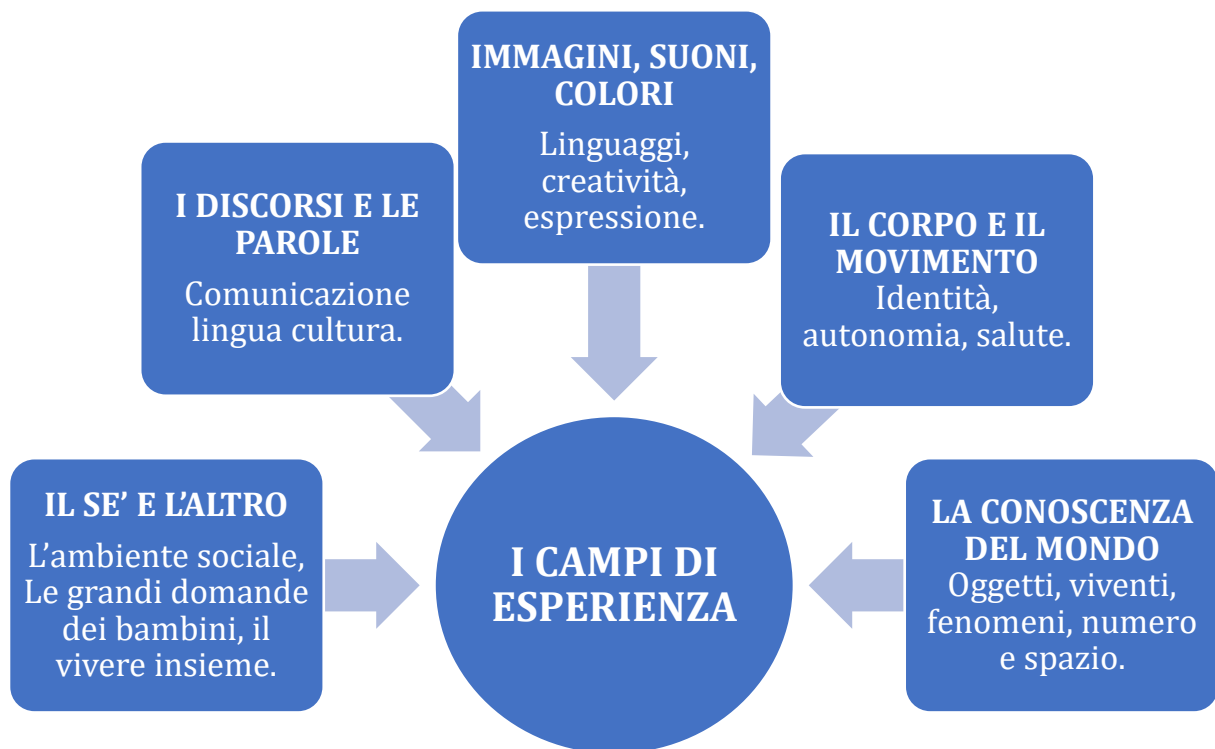 IMMAGINI, SUONI,
COLORI
Linguaggi,
creatività,
espressione.
I DISCORSI E LE
PAROLE
Comunicazione
lingua cultura.
IL CORPO E IL
MOVIMENTO
Identità,
autonomia, salute.
IL SE’ E L’ALTRO
L’ambiente sociale,
Le grandi domande
dei bambini, il
vivere insieme.
I CAMPI DI
ESPERIENZA
LA CONOSCENZA
DEL MONDO
Oggetti, viventi,
fenomeni, numero
e spazio.